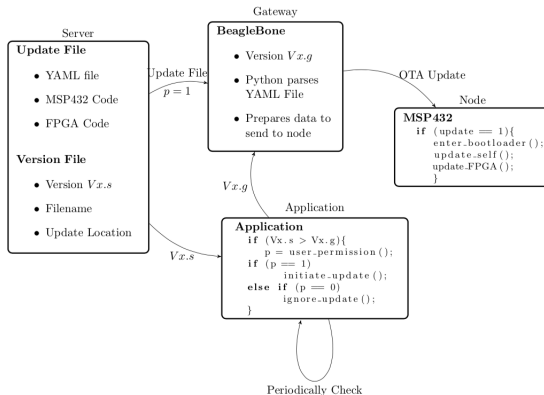 Server
Update File
• YAML file
• MSP432 Code
• FPGA Code
Version File
• Version Vx.s
• Filename
• Update Location
Update File
p = 1
Gateway
BeagleBone
• Version Vx.g
• Python parses
YAML File
• Prepares data to
send to node
OTA Update
Node
MSP432
if (update == 1){
enter_bootloader();
update_self();
update_FPGA();
}
Vx.g
Vx.s
Application
Application
if (Vx.s > Vx.g){
p = user_permission();
if (p == 1)
initiate_update();
else if (p == 0)
ignore_update();
}
Periodically Check